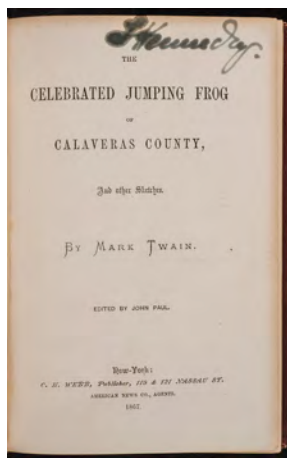 S Kennedy.
THE
CELEBRATED JUMPING FROG
OF
CALAVERAS COUNTY,
And other Sketches.
BY MARK TWAIN.
EDITED BY JOHN PAUL.
New-York:
C. H. WEBB, Publisher, 119 & 121 NASSAU ST.
AMERICAN NEWS CO., AGENTS.
1867